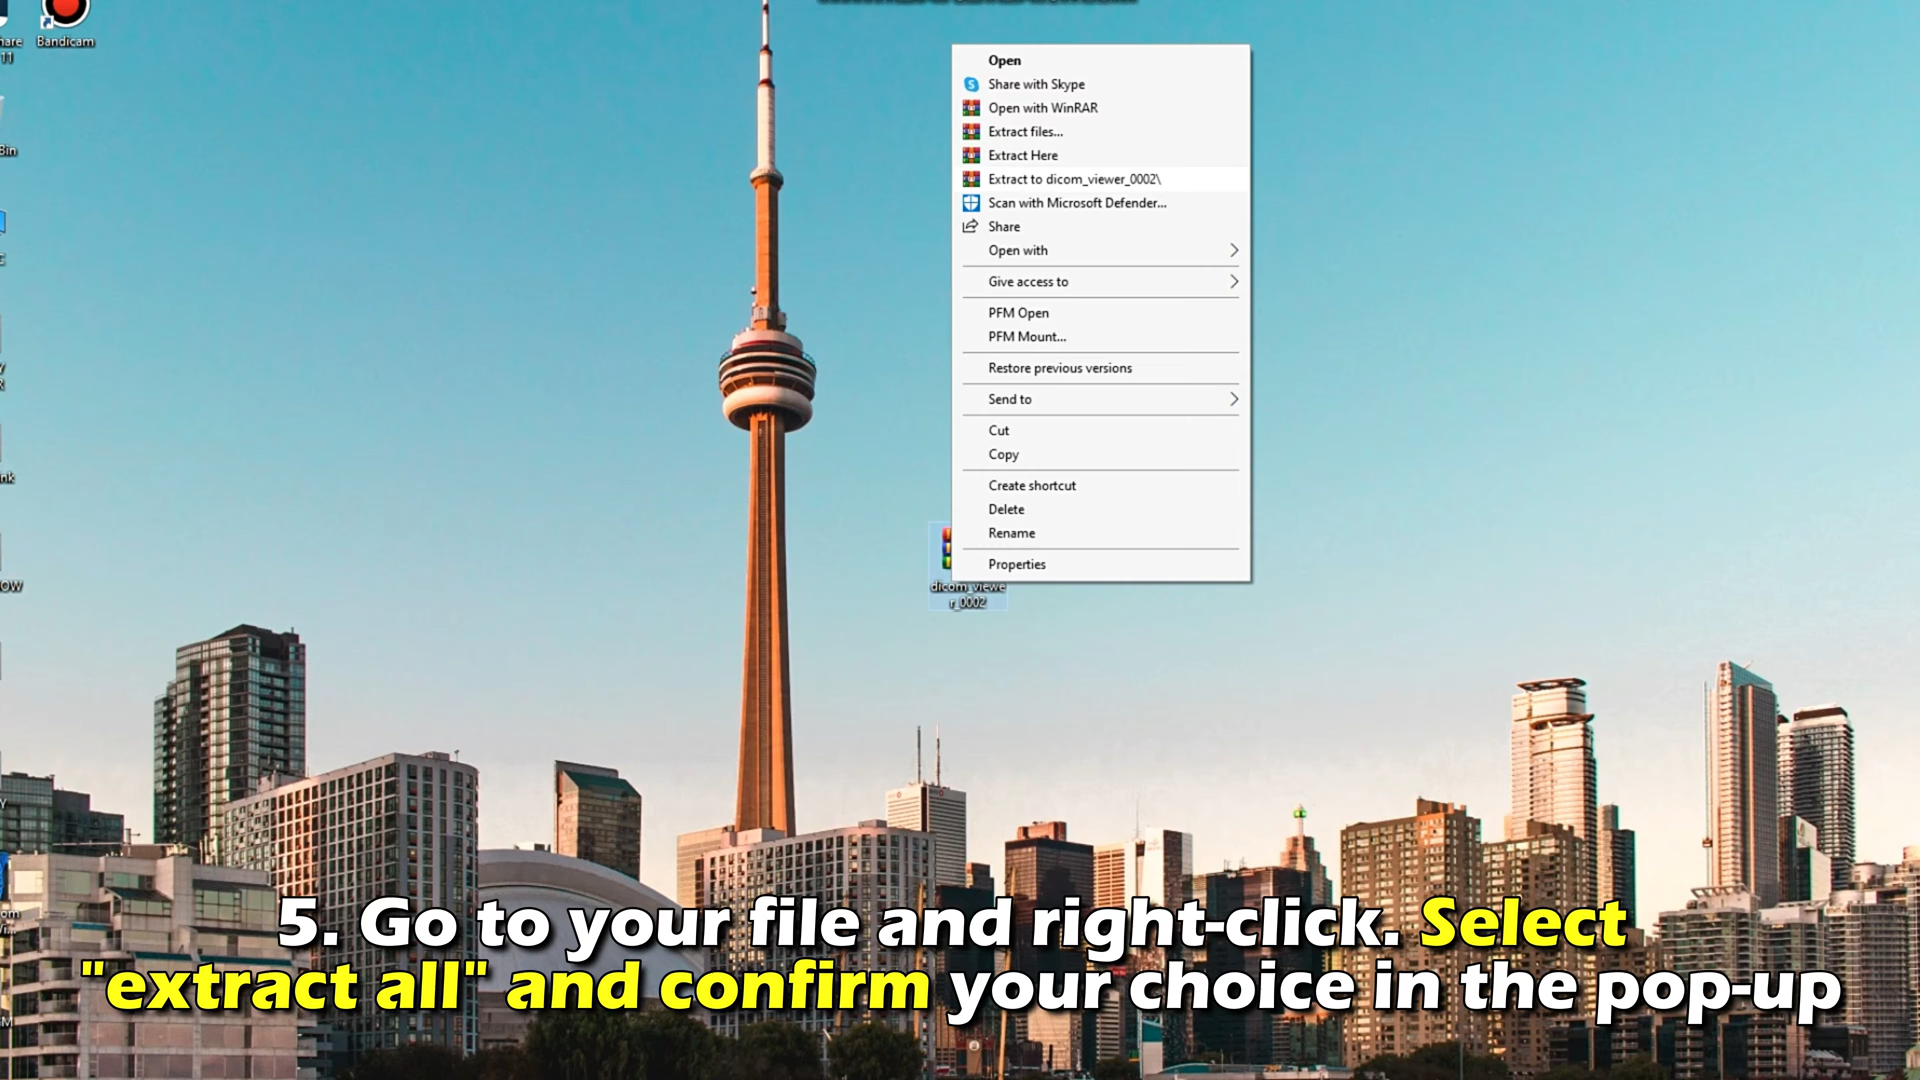 Bandicam
11
Bin
Open
Share with Skype
Open with WinRAR
Extract files...
Extract Here
Extract to dicom_viewer_0002\
Scan with Microsoft Defender...
Share
Open with
Give access to
PFM Open
PFM Mount...
Restore previous versions
Send to
Cut
Copy
Create shortcut
Delete
Rename
Properties
dicom_viewe
r_0002
5. Go to your file and right-click. Select
"extract all" and confirm your choice in the pop-up